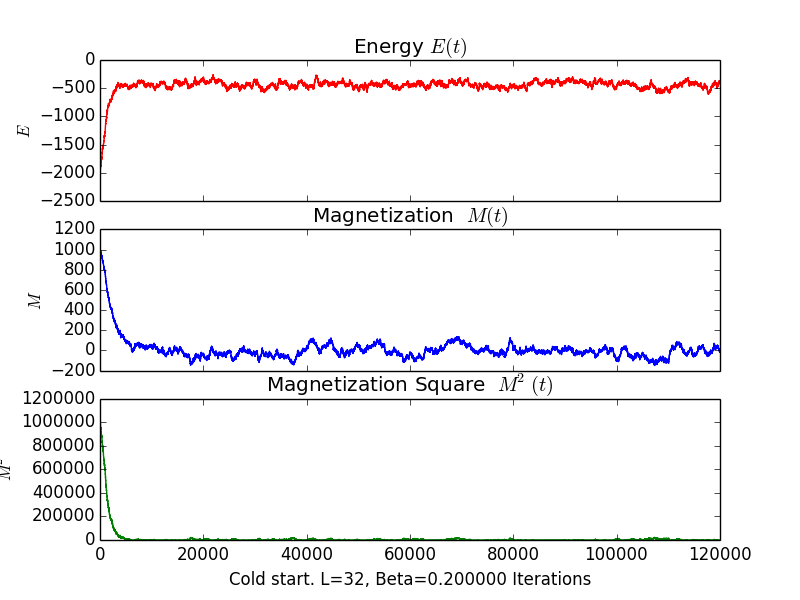 Energy E(t)
0
−500
−1000
−1500
−2000
−2500
E
Magnetization M(t)
1200
1000
800
600
400
200
0
−200
M
Magnetization Square M² (t)
1200000
1000000
800000
600000
400000
200000
0
M²
0 20000 40000 60000 80000 100000 120000
Cold start. L=32, Beta=0.200000 Iterations